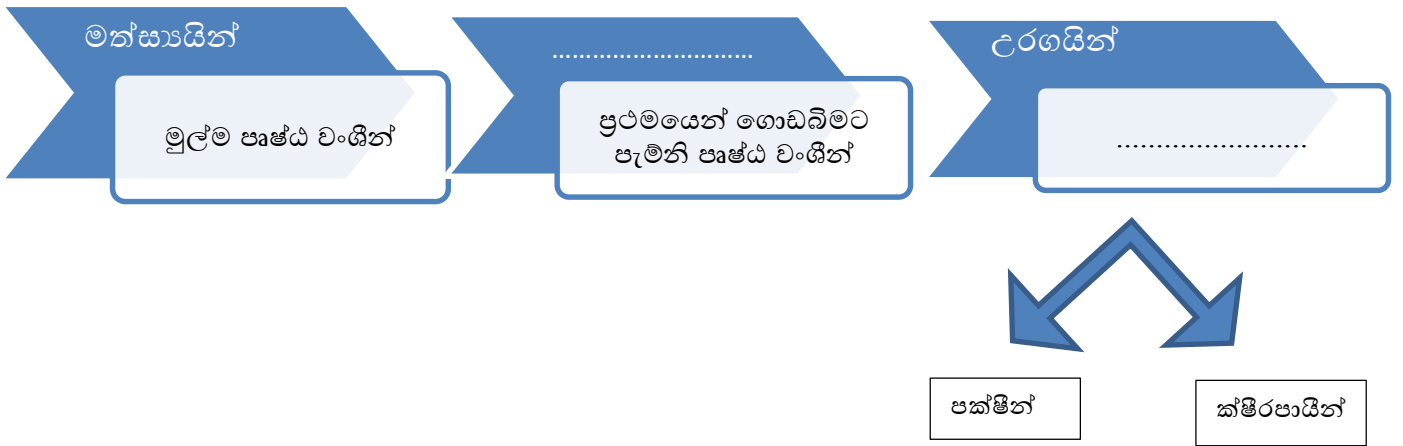 මත්ස්‍යයින්
මුල්ම පෘෂ්ඨ වංශීන්
.............................
ප්‍රථමයෙන් ගොඩබිමට
පැම්නි පෘෂ්ඨ වංශීන්
උරගයින්
........................
පක්ෂීන්
ක්ෂීරපායීන්